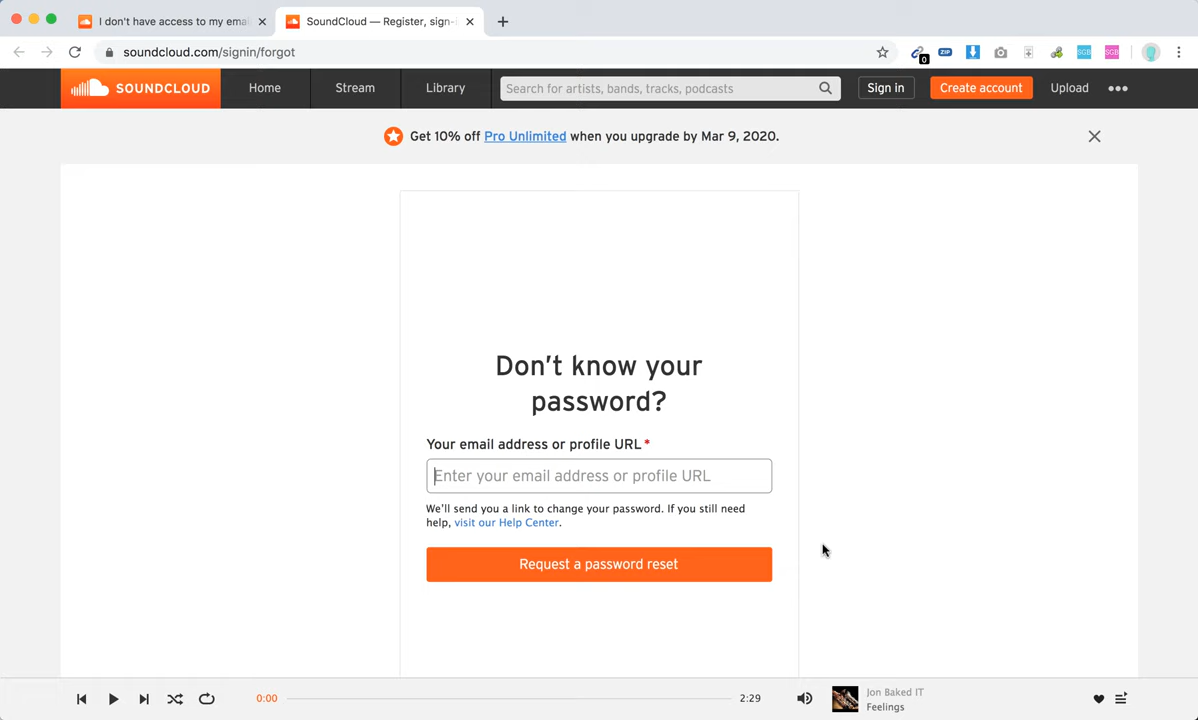 I don't have access to my ema
SoundCloud — Register, sign-
soundcloud.com/signin/forgot
0
ZIP
SGB
SGB
SOUNDCLOUD
Home
Stream
Library
Search for artists, bands, tracks, podcasts
Sign in
Create account
Upload
Get 10% off Pro Unlimited when you upgrade by Mar 9, 2020.
Don't know your
password?
Your email address or profile URL *
Enter your email address or profile URL
We'll send you a link to change your password. If you still need
help, visit our Help Center.
Request a password reset
0:00
2:29
Jon Baked IT
Feelings